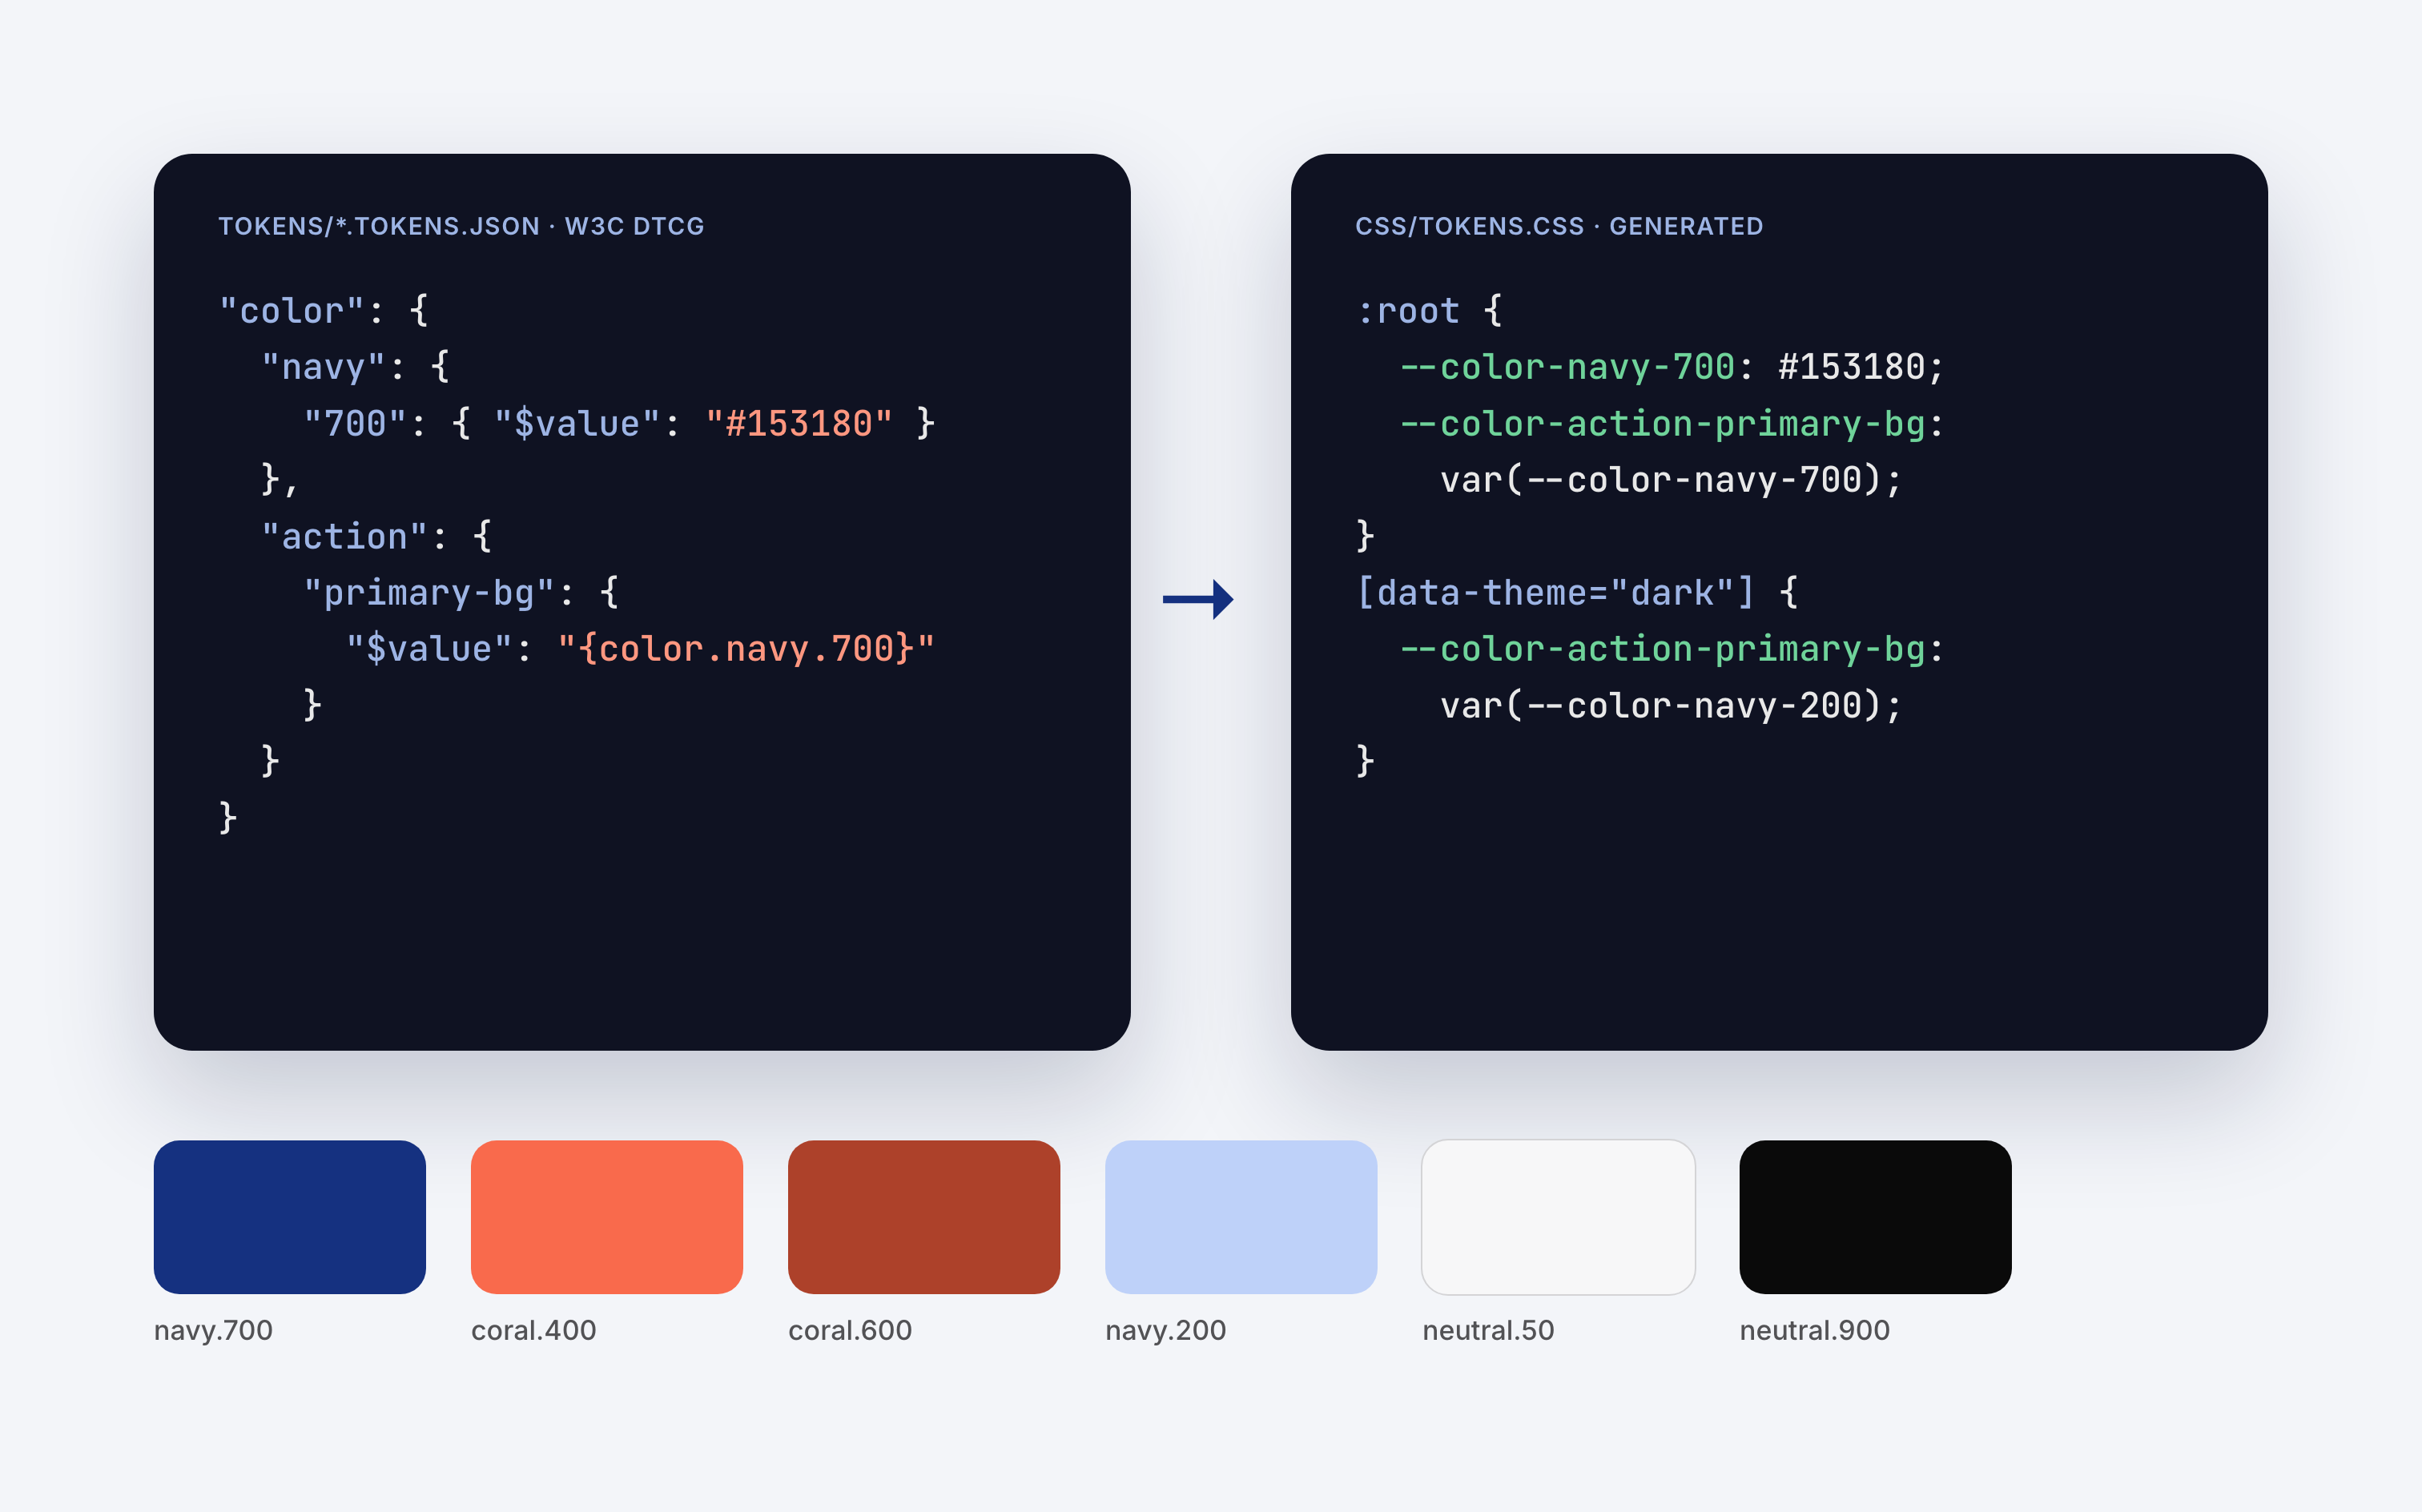 TOKENS/*.TOKENS.JSON · W3C DTCG
"color": {
  "navy": {
    "700": { "$value": "#153180" }
  },
  "action": {
    "primary-bg": {
      "$value": "{color.navy.700}"
    }
  }
}
CSS/TOKENS.CSS · GENERATED
:root {
  --color-navy-700: #153180;
  --color-action-primary-bg:
    var(--color-navy-700);
}
[data-theme="dark"] {
  --color-action-primary-bg:
    var(--color-navy-200);
}
navy.700
coral.400
coral.600
navy.200
neutral.50
neutral.900